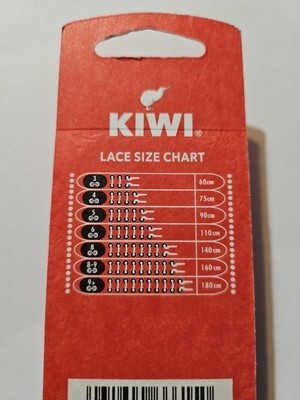 KIWI®
LACE SIZE CHART
3 60cm
4 75cm
5 90cm
6 110cm
8 140cm
8-9 160cm
9+ 180cm